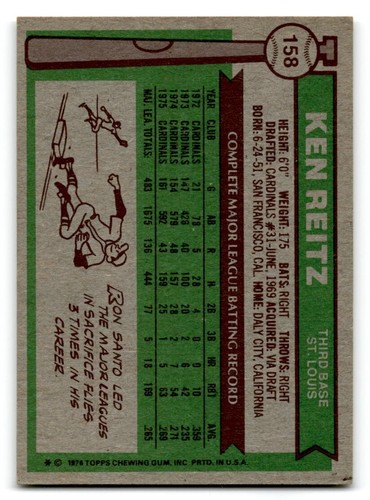 158
KEN REITZ
THIRD BASE
ST. LOUIS
HEIGHT: 6'0" WEIGHT: 175 BATS: RIGHT THROWS: RIGHT
DRAFTED: CARDINALS #31-JUNE, 1969 ACQUIRED: VIA DRAFT
BORN: 6-24-51, SAN FRANCISCO, CAL. HOME: DALY CITY, CALIFORNIA
COMPLETE MAJOR LEAGUE BATTING RECORD
YEAR CLUB G AB R H 2B 3B HR RBI AVG.
1972 CARDINALS 21 78 5 28 4 0 0 10 .359
1973 CARDINALS 147 426 40 100 20 2 6 42 .235
1974 CARDINALS 154 579 48 157 28 2 7 54 .271
1975 CARDINALS 161 592 43 159 25 1 5 63 .269
MAJ. LEA. TOTALS: 483 1675 136 444 77 5 18 169 .265
RON SANTO LED
THE MAJOR LEAGUES
IN SACRIFICE FLIES
3 TIMES IN HIS
CAREER.
* © 1976 TOPPS CHEWING GUM, INC. PRTD. IN U.S.A.